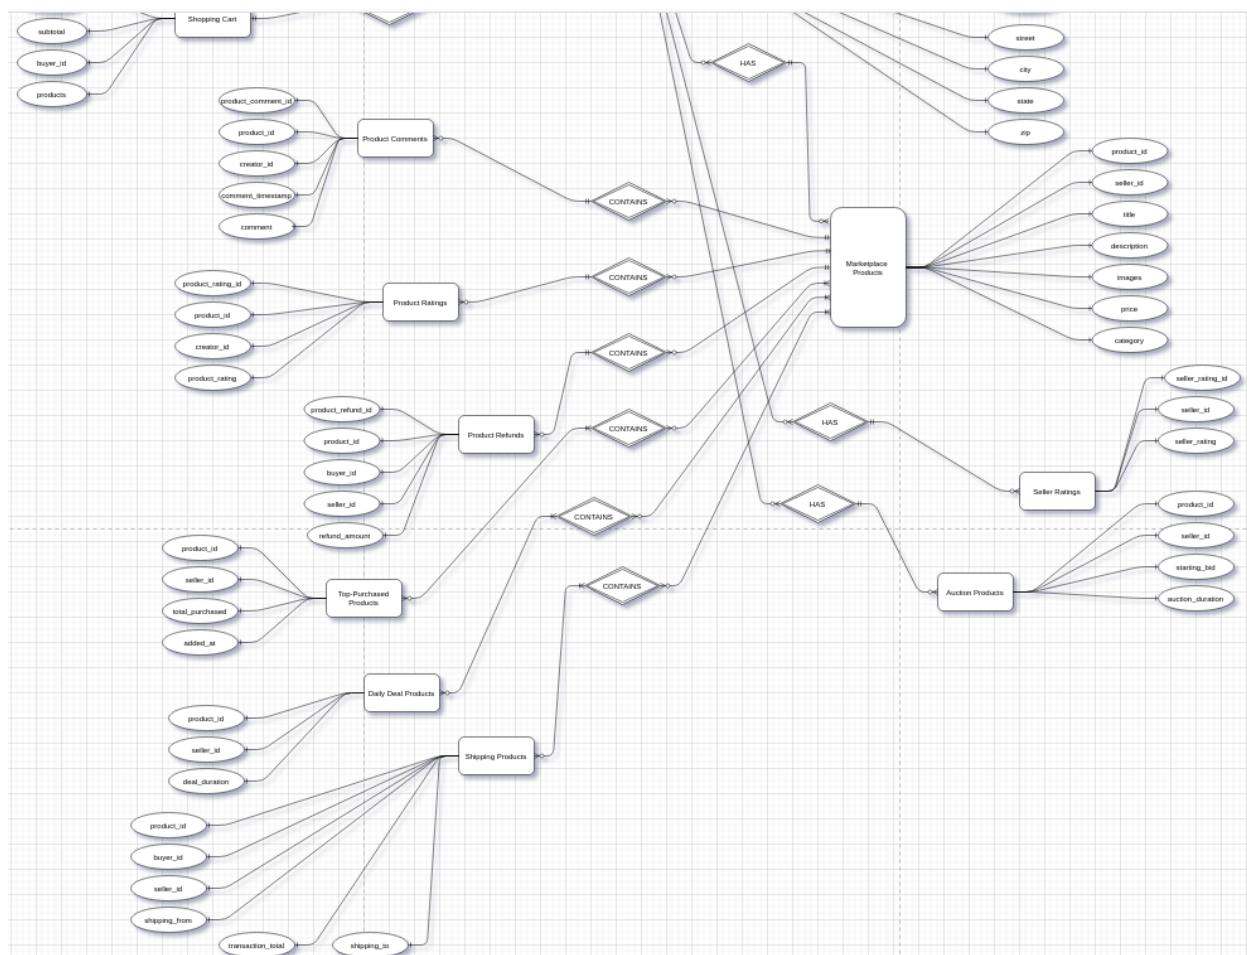 Shopping Cart
subtotal
buyer_id
products
street
city
state
zip
HAS
product_comment_id
product_id
creator_id
comment_timestamp
comment
Product Comments
CONTAINS
product_id
seller_id
title
description
images
price
category
Marketplace
Products
product_rating_id
product_id
creator_id
product_rating
Product Ratings
CONTAINS
CONTAINS
product_refund_id
product_id
buyer_id
seller_id
refund_amount
Product Refunds
CONTAINS
HAS
seller_rating_id
seller_id
seller_rating
Seller Ratings
CONTAINS
HAS
product_id
seller_id
starting_bid
auction_duration
Auction Products
product_id
seller_id
total_purchased
added_at
Top-Purchased
Products
CONTAINS
Daily Deal Products
product_id
seller_id
deal_duration
Shipping Products
product_id
buyer_id
seller_id
shipping_from
transaction_total
shipping_to